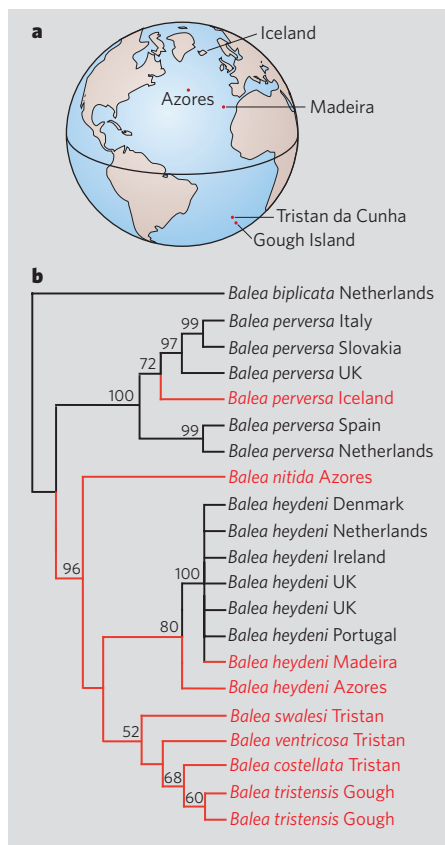 a
Iceland
Azores
Madeira
Tristan da Cunha
Gough Island
b
Balea biplicata Netherlands
99
Balea perversa Italy
97
Balea perversa Slovakia
72
Balea perversa UK
100
Balea perversa Iceland
99
Balea perversa Spain
Balea perversa Netherlands
Balea nitida Azores
96
Balea heydeni Denmark
Balea heydeni Netherlands
Balea heydeni Ireland
100
Balea heydeni UK
Balea heydeni UK
80
Balea heydeni Portugal
Balea heydeni Madeira
Balea heydeni Azores
Balea swalesi Tristan
52
Balea ventricosa Tristan
68
Balea costellata Tristan
60
Balea tristensis Gough
Balea tristensis Gough